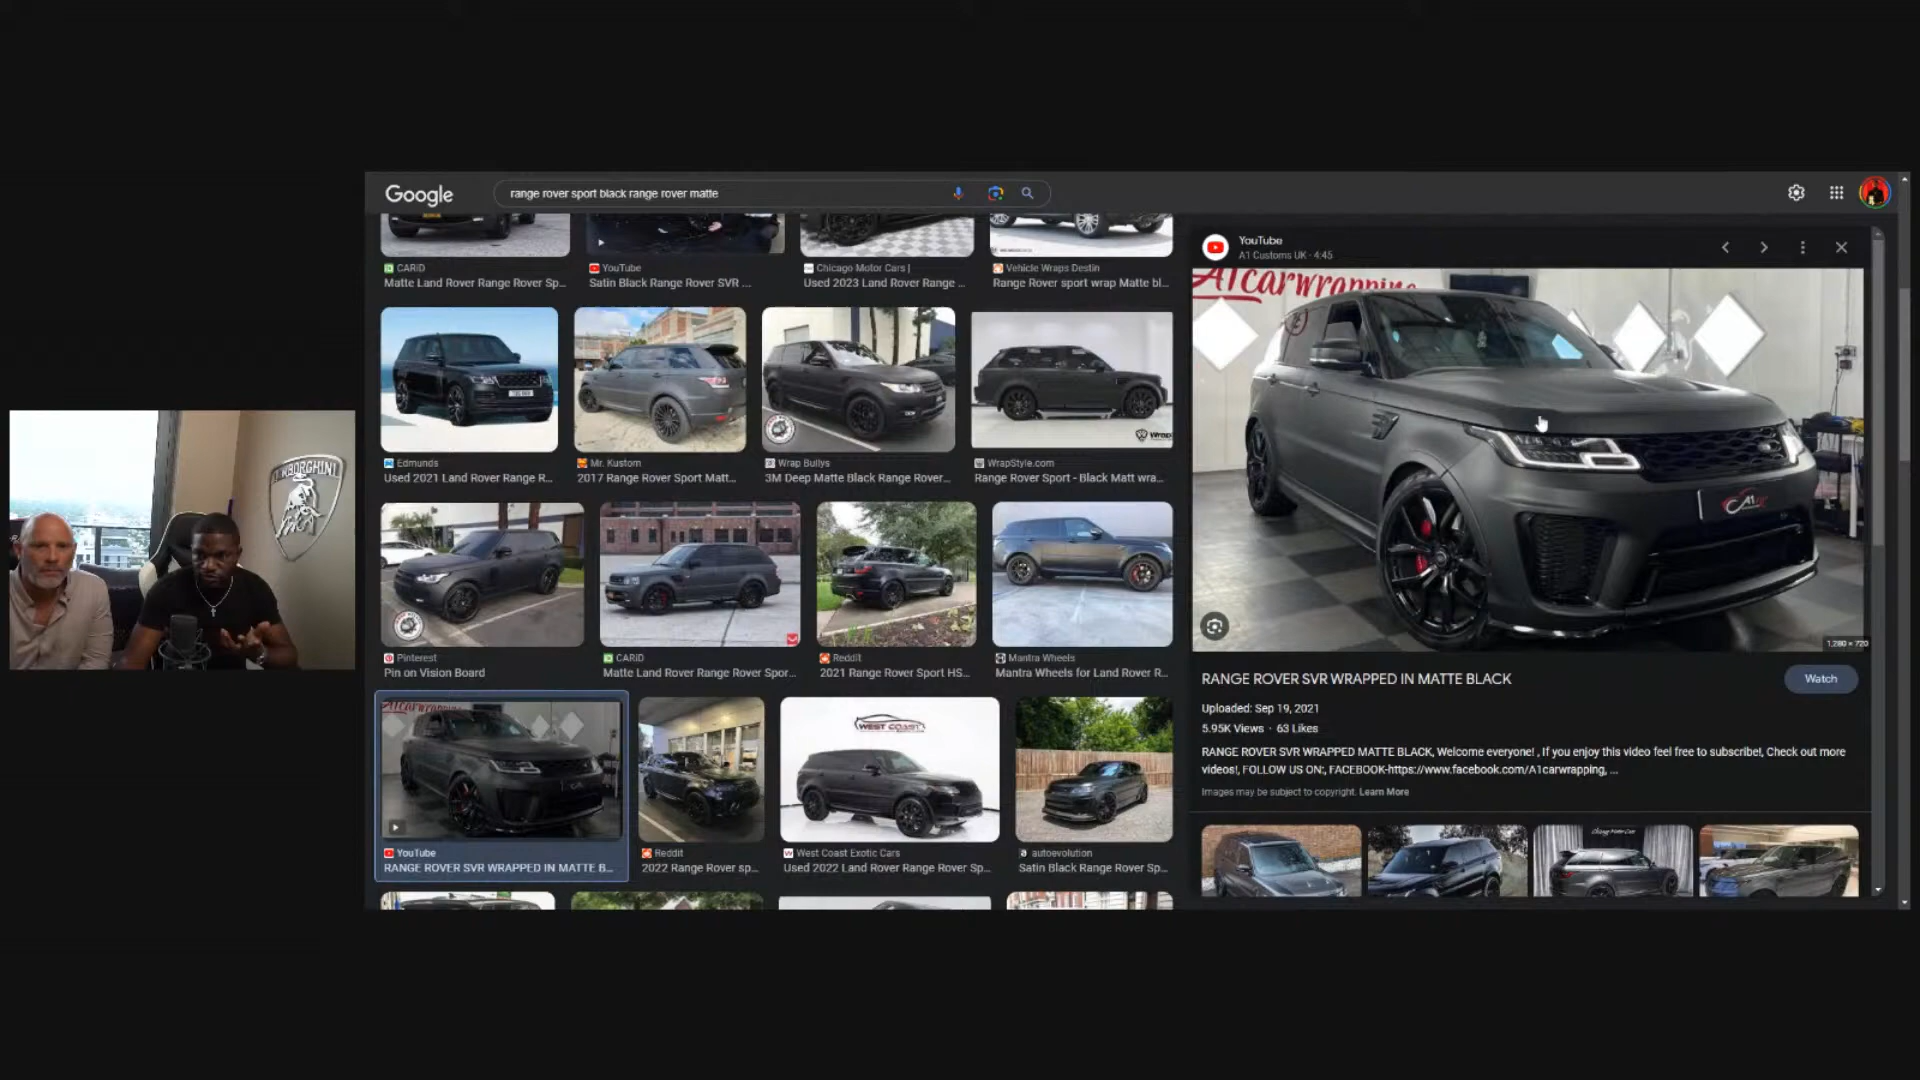 Google
range rover sport black range rover matte
CARiD
Matte Land Rover Range Rover Sp...
YouTube
Satin Black Range Rover SVR ...
Chicago Motor Cars |
Used 2023 Land Rover Range ...
Vehicle Wraps Destin
Range Rover sport wrap Matte bl...
Edmunds
Used 2021 Land Rover Range R...
Mr. Kustom
2017 Range Rover Sport Matt...
Wrap Bullys
3M Deep Matte Black Range Rover...
Wrap
WrapStyle.com
Range Rover Sport - Black Matt wra...
Pinterest
Pin on Vision Board
CARiD
Matte Land Rover Range Rover Spor...
Reddit
2021 Range Rover Sport HS...
Mantra Wheels
Mantra Wheels for Land Rover R...
A1carwrapping
YouTube
RANGE ROVER SVR WRAPPED IN MATTE B...
Reddit
2022 Range Rover sp...
WEST COAST
West Coast Exotic Cars
Used 2022 Land Rover Range Rover Sp...
autoevolution
Satin Black Range Rover Sp...
YouTube
A1 Customs UK · 4:45
A1carwrapping
A1
1,280 × 720
RANGE ROVER SVR WRAPPED IN MATTE BLACK
Watch
Uploaded: Sep 19, 2021
5.95K Views · 63 Likes
RANGE ROVER SVR WRAPPED MATTE BLACK, Welcome everyone! , If you enjoy this video feel free to subscribe!, Check out more
videos!, FOLLOW US ON:, FACEBOOK-https://www.facebook.com/A1carwrapping, ...
Images may be subject to copyright. Learn More
Chicago Motor Cars
LAMBORGHINI